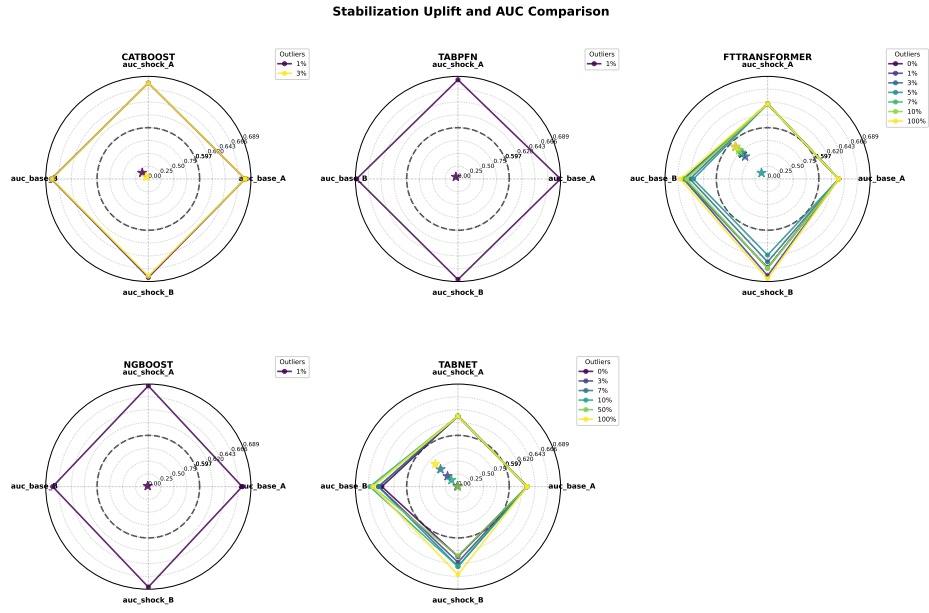 Stabilization Uplift and AUC Comparison
CATBOOST
auc_shock_A
auc_base_A
auc_base_B
auc_shock_B
0.00
0.25
0.50
0.75
0.597
0.620
0.643
0.666
0.689
Outliers
1%
3%
TABPFN
auc_shock_A
auc_base_A
auc_base_B
auc_shock_B
0.00
0.25
0.50
0.75
0.597
0.620
0.643
0.666
0.689
Outliers
1%
FTTRANSFORMER
auc_shock_A
auc_base_A
auc_base_B
auc_shock_B
0.00
0.25
0.50
0.75
0.597
0.620
0.643
0.666
0.689
Outliers
0%
1%
3%
5%
7%
10%
100%
NGBOOST
auc_shock_A
auc_base_A
auc_base_B
auc_shock_B
0.00
0.25
0.50
0.75
0.597
0.620
0.643
0.666
0.689
Outliers
1%
TABNET
auc_shock_A
auc_base_A
auc_base_B
auc_shock_B
0.00
0.25
0.50
0.75
0.597
0.620
0.643
0.666
0.689
Outliers
0%
3%
7%
10%
50%
100%